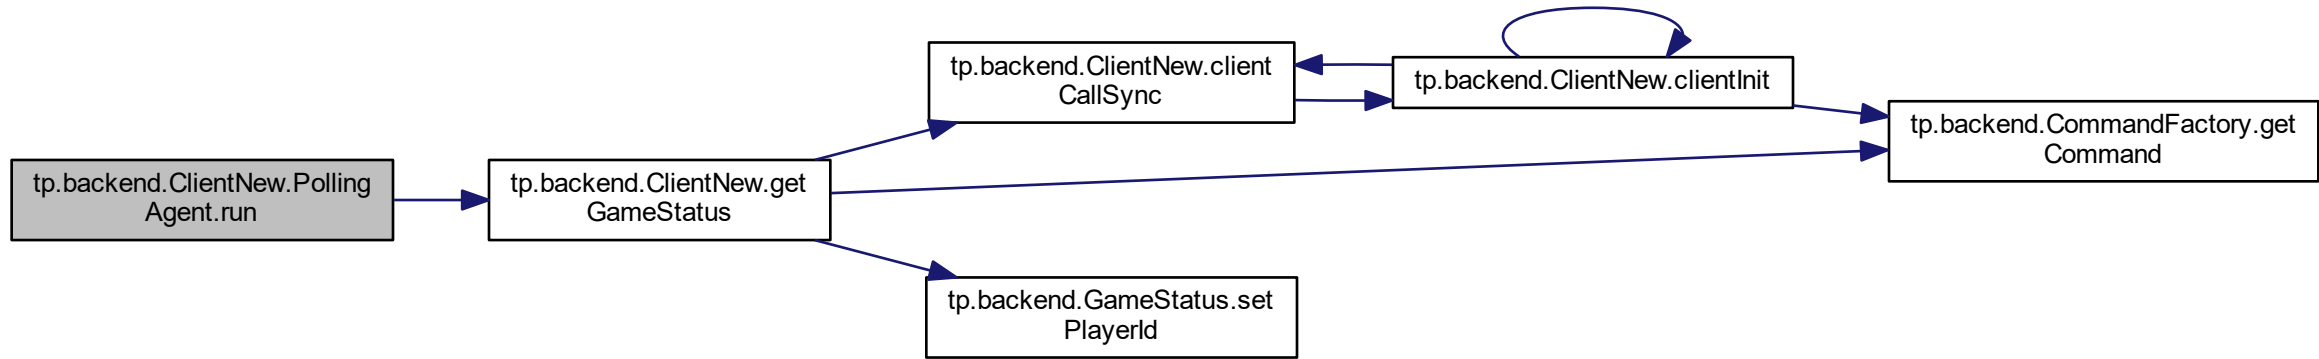 tp.backend.ClientNew.Polling
Agent.run
tp.backend.ClientNew.get
GameStatus
tp.backend.ClientNew.client
CallSync
tp.backend.ClientNew.clientInit
tp.backend.CommandFactory.get
Command
tp.backend.GameStatus.set
PlayerId